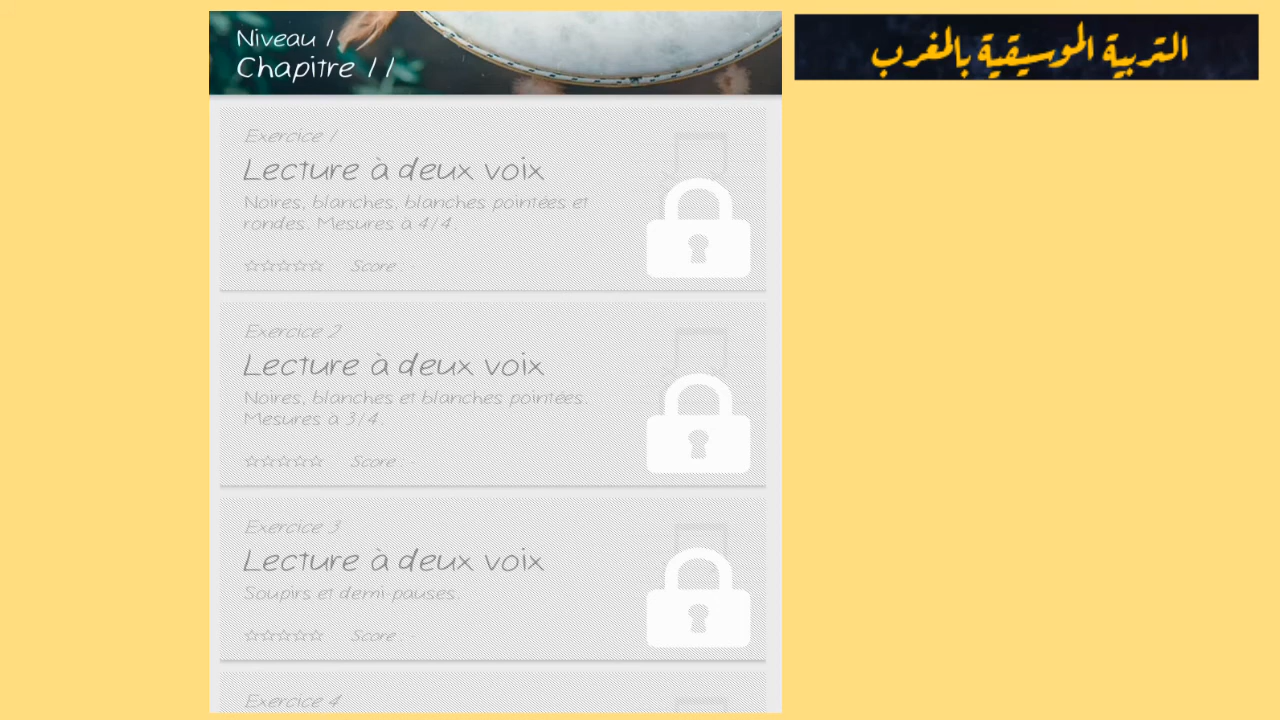 Niveau 1
Chapitre 11
التربية الموسيقية بالمغرب
Exercice 1
Lecture à deux voix
Noires, blanches, blanches pointées et
rondes. Mesures à 4/4.
☆☆☆☆☆ Score : -
Exercice 2
Lecture à deux voix
Noires, blanches et blanches pointées.
Mesures à 3/4.
☆☆☆☆☆ Score : -
Exercice 3
Lecture à deux voix
Soupirs et demi-pauses.
☆☆☆☆☆ Score : -
Exercice 4